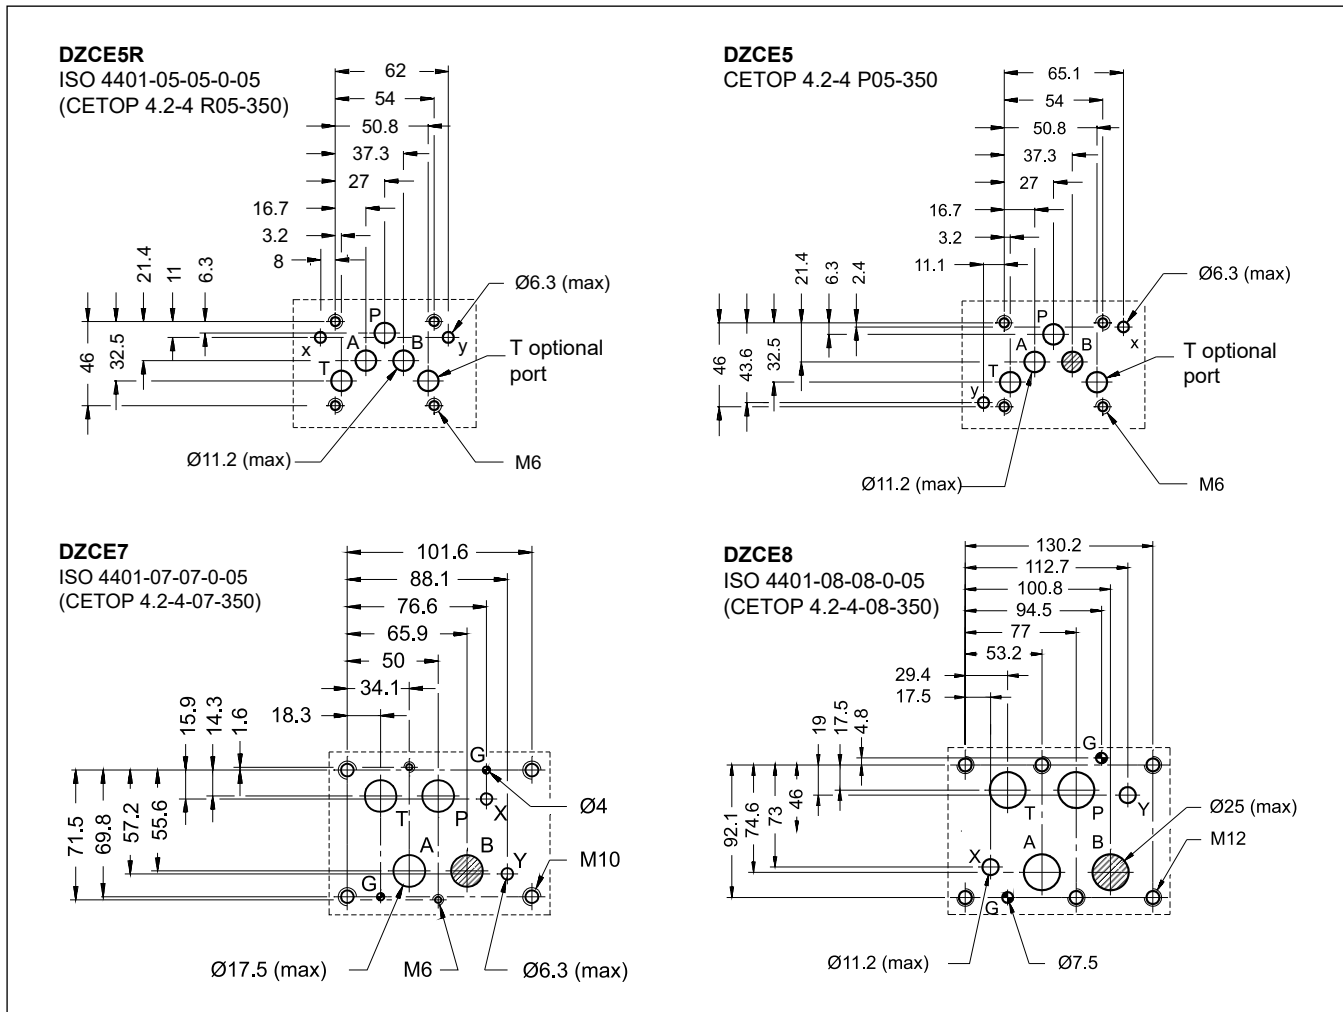 DZCE5R
ISO 4401-05-05-0-05
(CETOP 4.2-4 R05-350)
62
54
50.8
37.3
27
16.7
3.2
8
21.4
11
6.3
46
32.5
P
A
B
T
x
y
Ø6.3 (max)
T optional
port
Ø11.2 (max)
M6
DZCE5
CETOP 4.2-4 P05-350
65.1
54
50.8
37.3
27
16.7
3.2
11.1
21.4
6.3
2.4
46
43.6
32.5
P
A
B
T
x
y
Ø6.3 (max)
T optional
port
Ø11.2 (max)
M6
DZCE7
ISO 4401-07-07-0-05
(CETOP 4.2-4-07-350)
101.6
88.1
76.6
65.9
50
34.1
18.3
15.9
14.3
1.6
71.5
69.8
57.2
55.6
G
T
P
X
A
B
Y
G
Ø4
M10
Ø17.5 (max)
M6
Ø6.3 (max)
DZCE8
ISO 4401-08-08-0-05
(CETOP 4.2-4-08-350)
130.2
112.7
100.8
94.5
77
53.2
29.4
17.5
19
17.5
4.8
92.1
74.6
73
46
G
T
P
Y
X
A
B
G
Ø25 (max)
M12
Ø11.2 (max)
Ø7.5